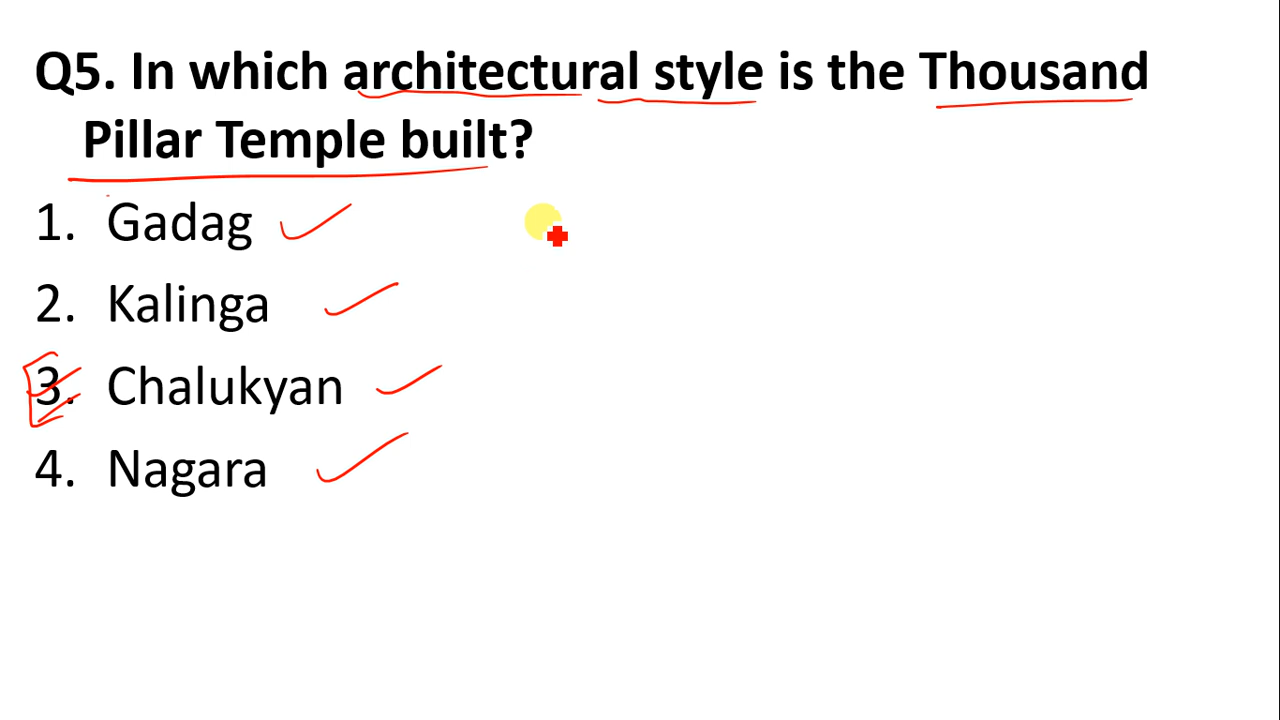 Q5. In which architectural style is the Thousand
Pillar Temple built?
1. Gadag
2. Kalinga
3. Chalukyan
4. Nagara